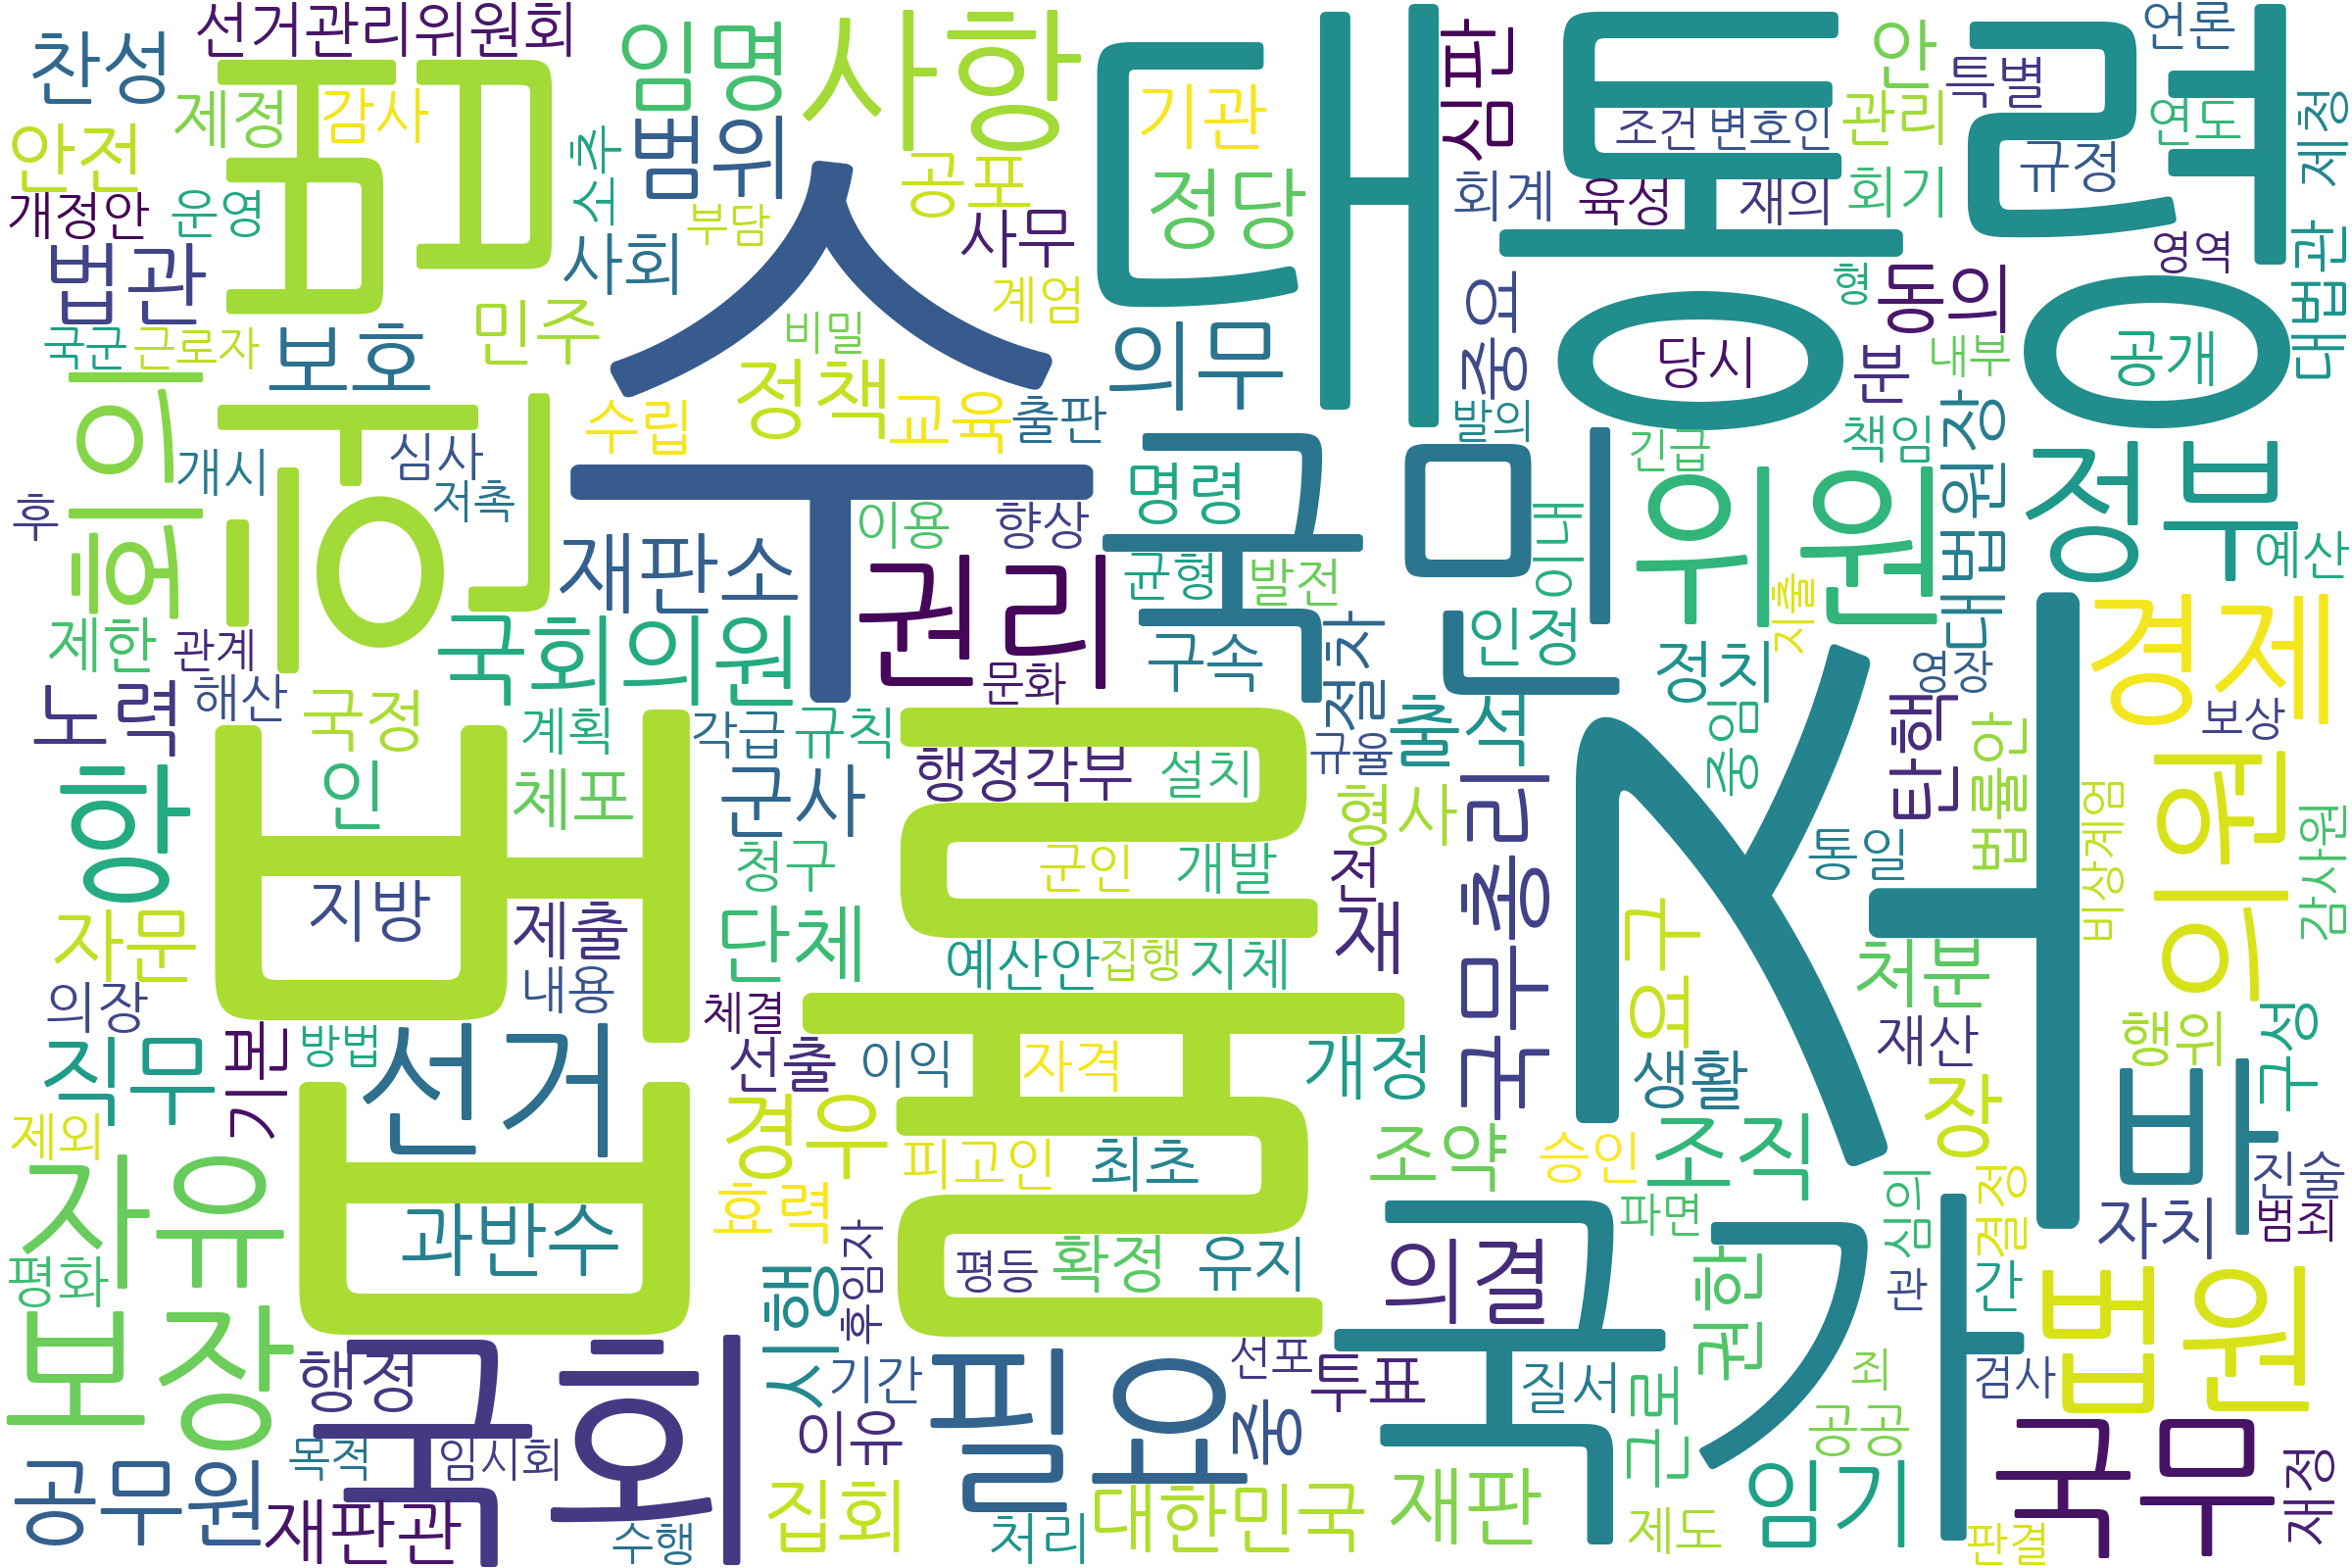 선거관리위원회
찬성
제정
감사
안전
개정안
운영
법관
국군
근로자
보호
민주
사회
임명
범위
소추
부담
사항
공포
사무
계엄
비밀
정책
수립
교육
출판
의무
정당
기관
대통령
심판
조건
변호인
회계
육성
재의
안
특별
언론
관리
연도
제청
규정
회기
영역
대법관
형
동의
내부
공개
당시
분
중요
발의
긴급
책임
대법원장
정부
예산
법
수
헌
회의
개시
심사
저촉
후
제한
관계
해산
노력
국회의원
재판소
이용
향상
권리
문화
국민
명령
균형
발전
구속
이내
인정
위원
지출
정치
절차
경제
영장
보상
국정
인
계획
각급
규칙
체포
군사
행정각부
설치
규율
출석
중임
탄핵
법률안
의원
비상계엄
감사원
항
지방
자문
의장
제출
내용
청구
단체
군인
개발
예산안
집행
지체
형사
전
재
국무총리
통일
요구
처분
재산
행위
구성
직무
기본
방법
제외
선거
체결
선출
이익
자격
개정
생활
장
바
법률
자
자유
평화
과반수
경우
효력
피고인
최초
평등
확정
유지
후임자
조약
승인
조직
파면
심의
결정
관
간
자치
진술
범죄
보장
행정
목적
임시회
국회
공무원
재판관
수행
시행
기간
이유
집회
필요
선포
중
처리
대한민국
의결
투표
질서
국가
권한
근로
죄
공공
검사
법원
재판
제도
임기
국무
판결
재정